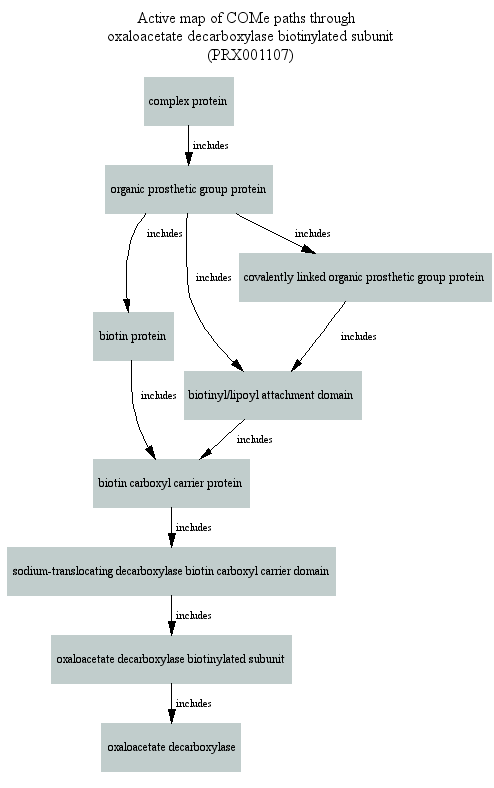 Active map of COMe paths through
oxaloacetate decarboxylase biotinylated subunit
(PRX001107)
complex protein
includes
organic prosthetic group protein
includes
includes
includes
covalently linked organic prosthetic group protein
biotin protein
includes
biotinyl/lipoyl attachment domain
includes
includes
biotin carboxyl carrier protein
includes
sodium-translocating decarboxylase biotin carboxyl carrier domain
includes
oxaloacetate decarboxylase biotinylated subunit
includes
oxaloacetate decarboxylase